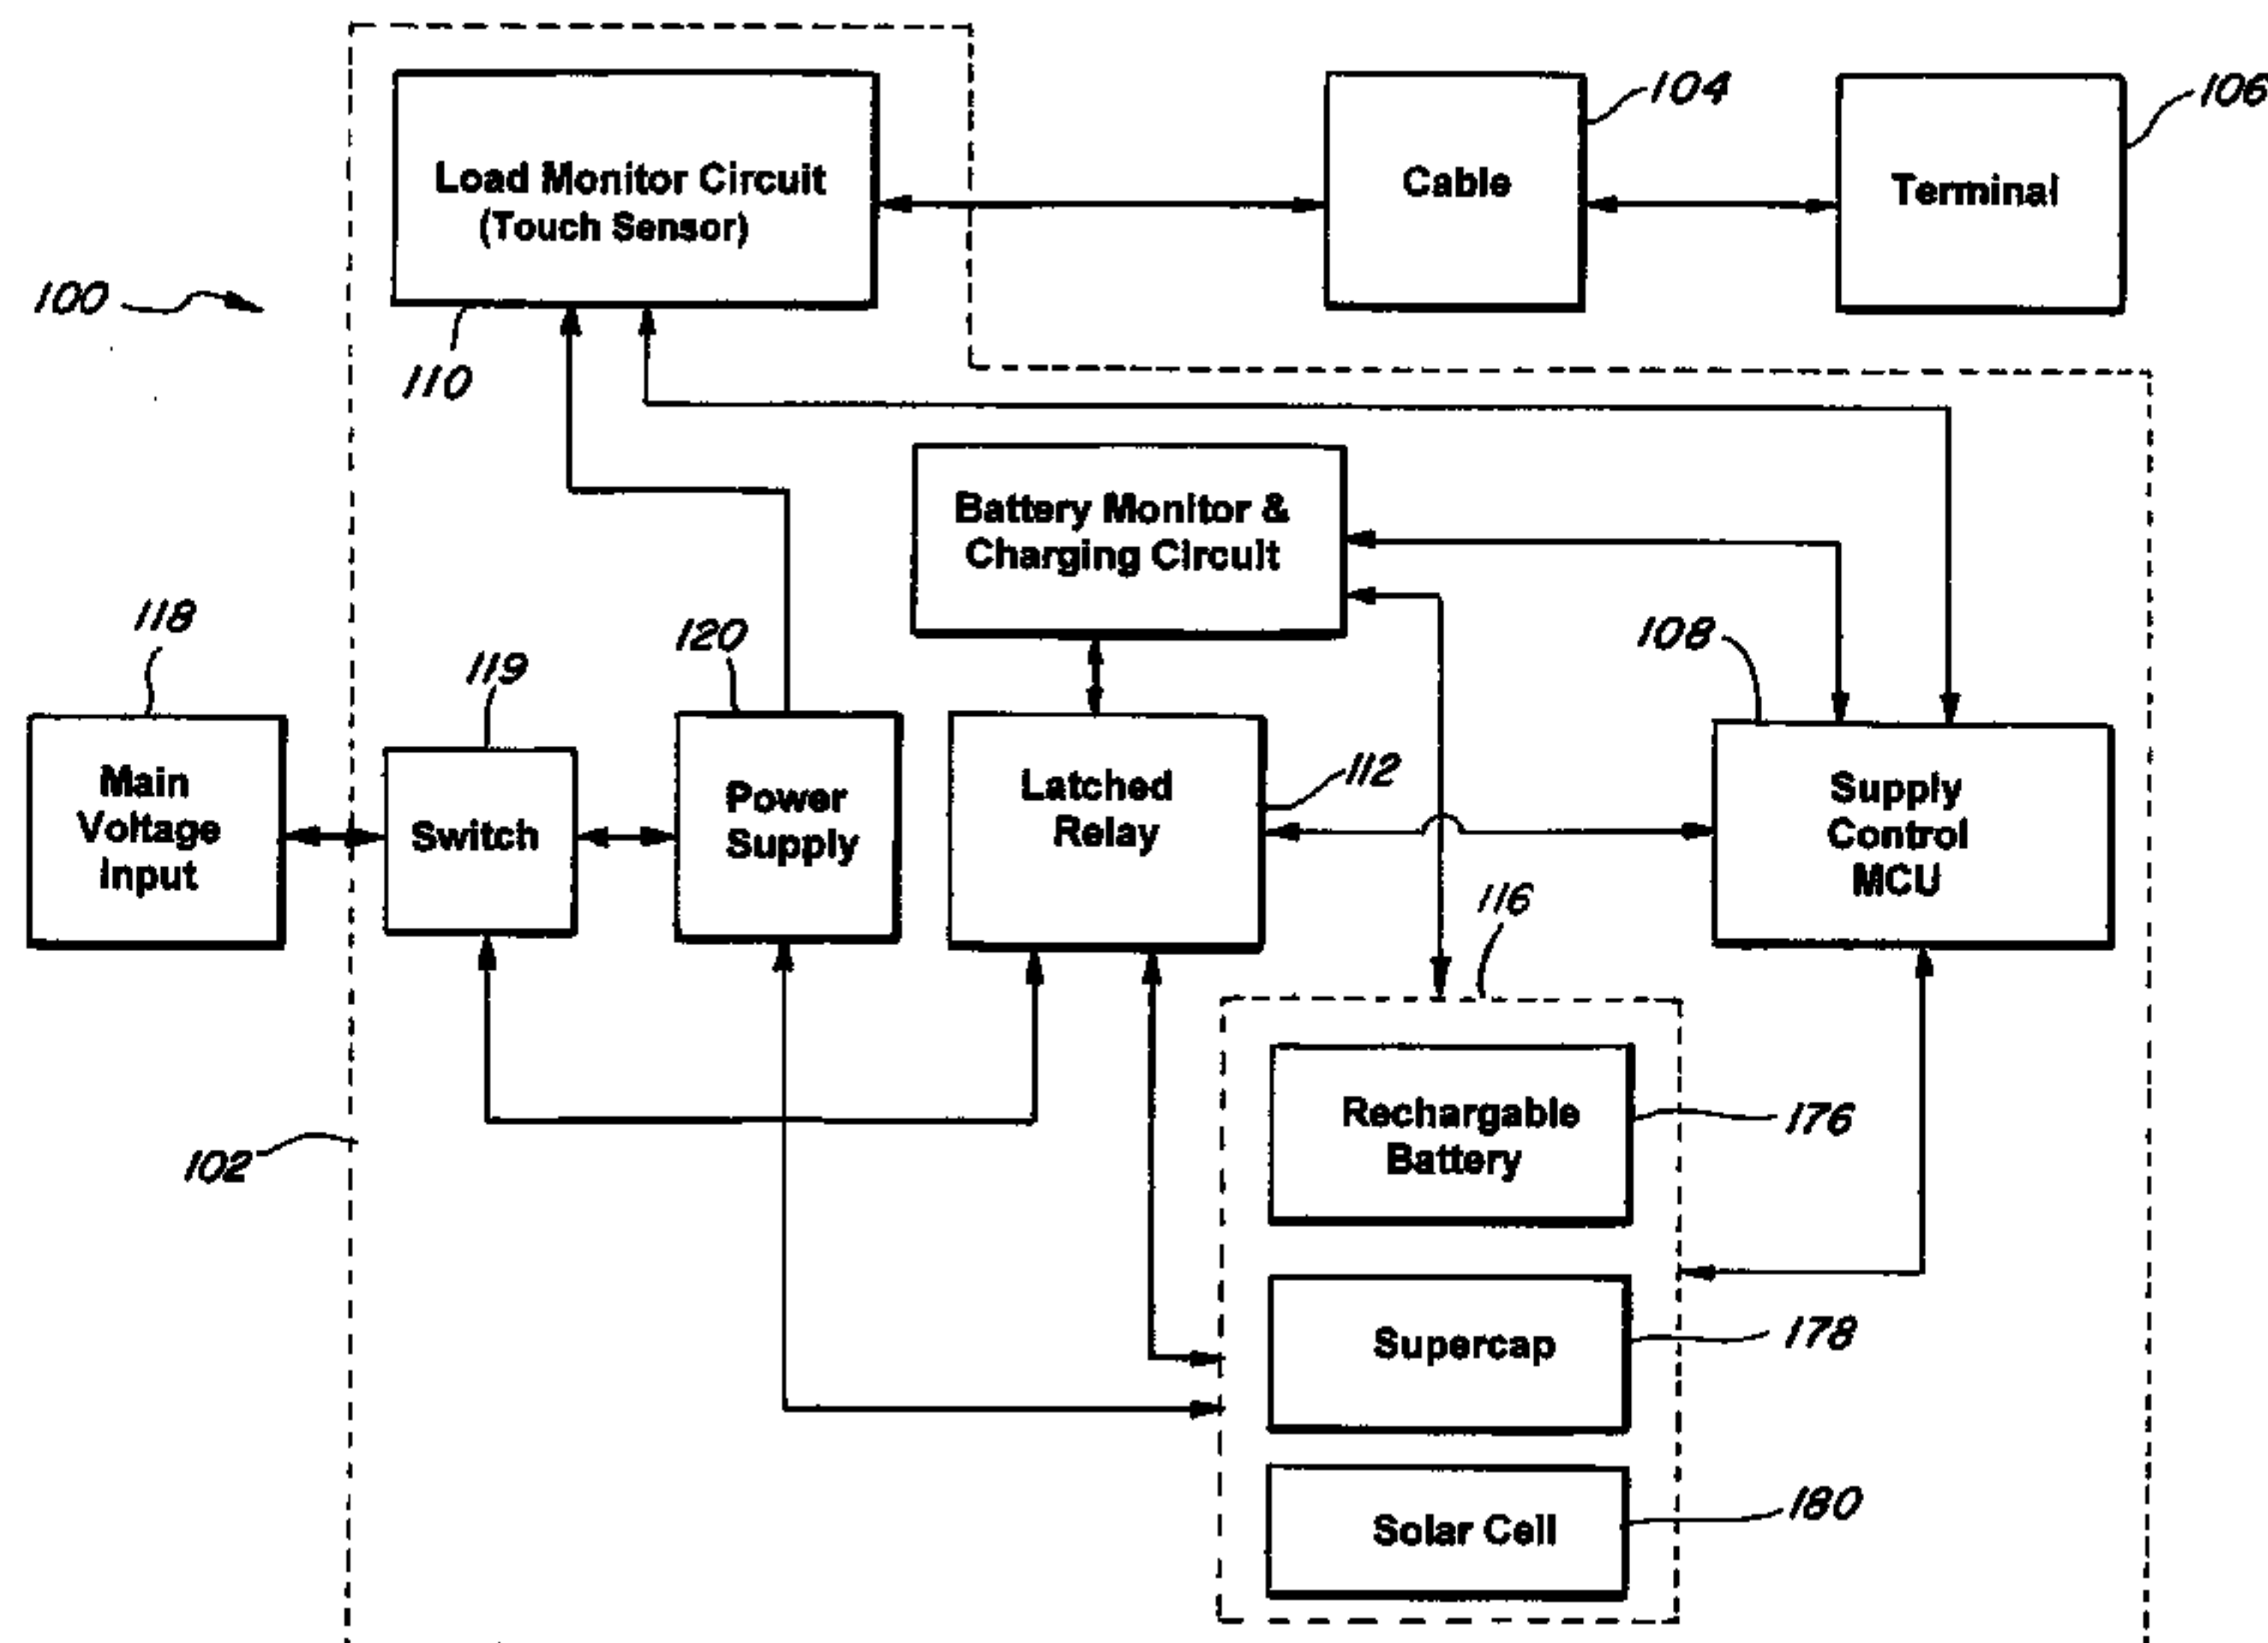 104
106
Load Monitor Circuit
(Touch Sensor)
Cable
Terminal
100
110
Battery Monitor &
Charging Circuit
118
119
120
108
Main
Voltage
Input
Switch
Power
Supply
Latched
Relay
112
Supply
Control
MCU
116
102
Rechargable
Battery
176
Supercap
178
Solar Cell
180